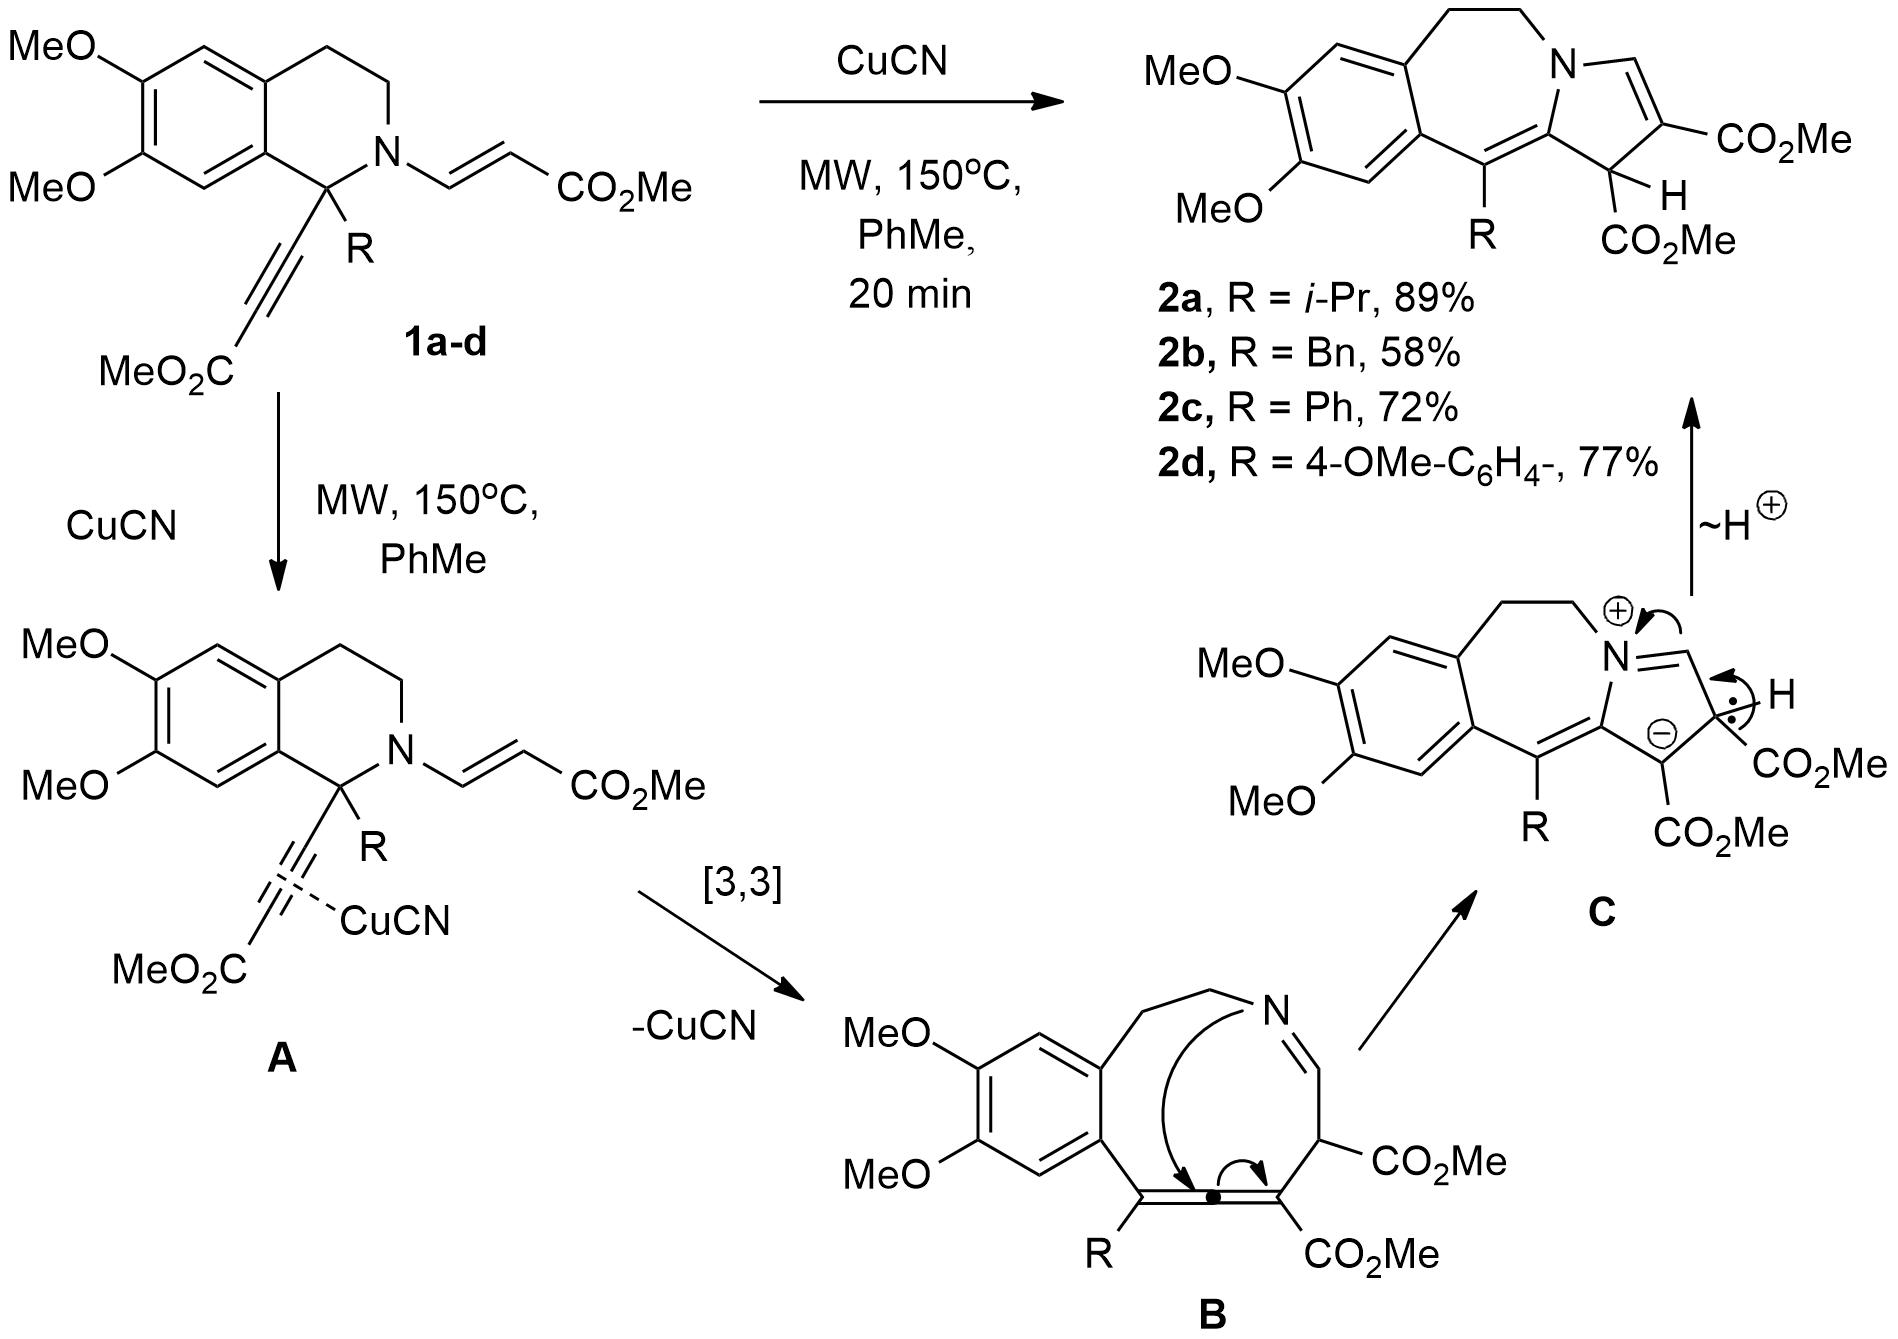 MeO
MeO
N
CO₂Me
R
MeO₂C
1a-d
CuCN
MW, 150ºC,
PhMe,
20 min
MeO
MeO
N
CO₂Me
H
R
CO₂Me
2a, R = i-Pr, 89%
2b, R = Bn, 58%
2c, R = Ph, 72%
2d, R = 4-OMe-C₆H₄-, 77%
CuCN
MW, 150ºC,
PhMe
~H⊕
MeO
MeO
N
CO₂Me
R
CuCN
MeO₂C
A
[3,3]
-CuCN
MeO
MeO
N
CO₂Me
R
CO₂Me
B
⊕
MeO
MeO
N
H
⊖
CO₂Me
R
CO₂Me
C